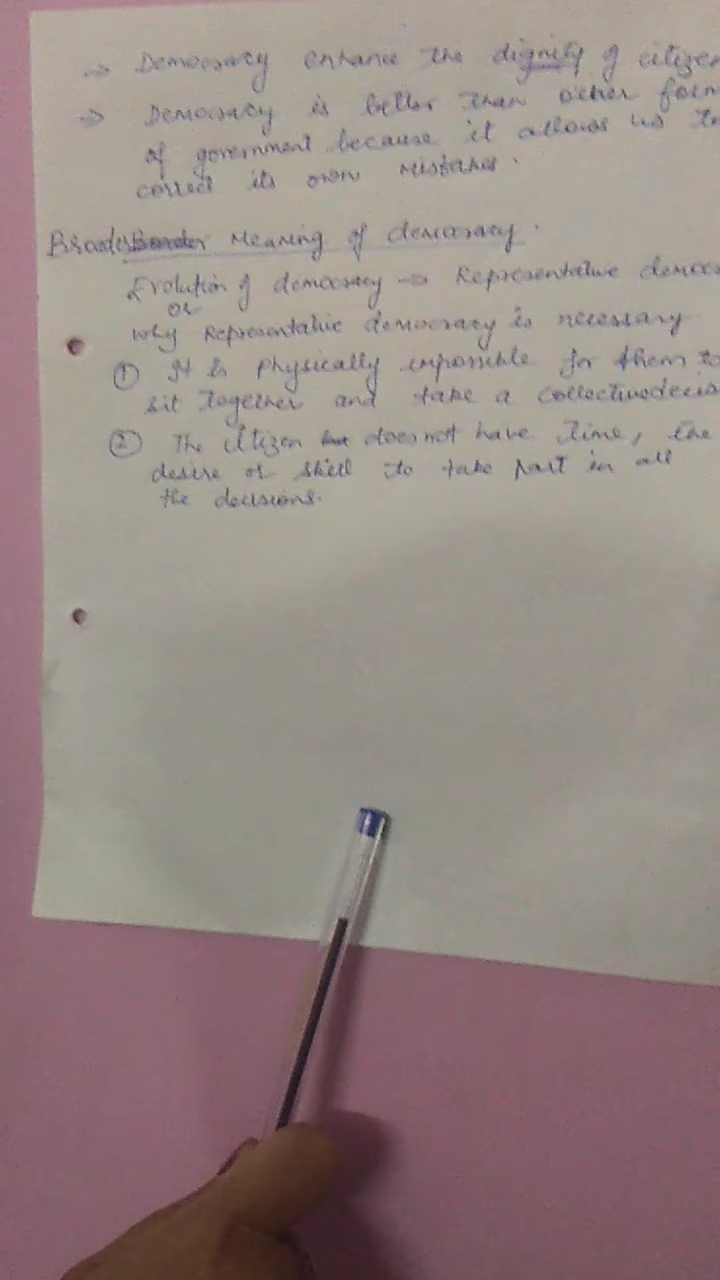 → Democracy enhance the dignity of citizen
→ Democracy is better than other form
of government because it allows us to
correct its own mistakes.
Broader Meaning of democracy.
Evolution of democracy → Representative democ
or
why Representative democracy is necessary
① It is physically impossible for them to
sit together and take a collective decis
② The citizen does not have time, the
desire or skill to take part in all
the decisions.